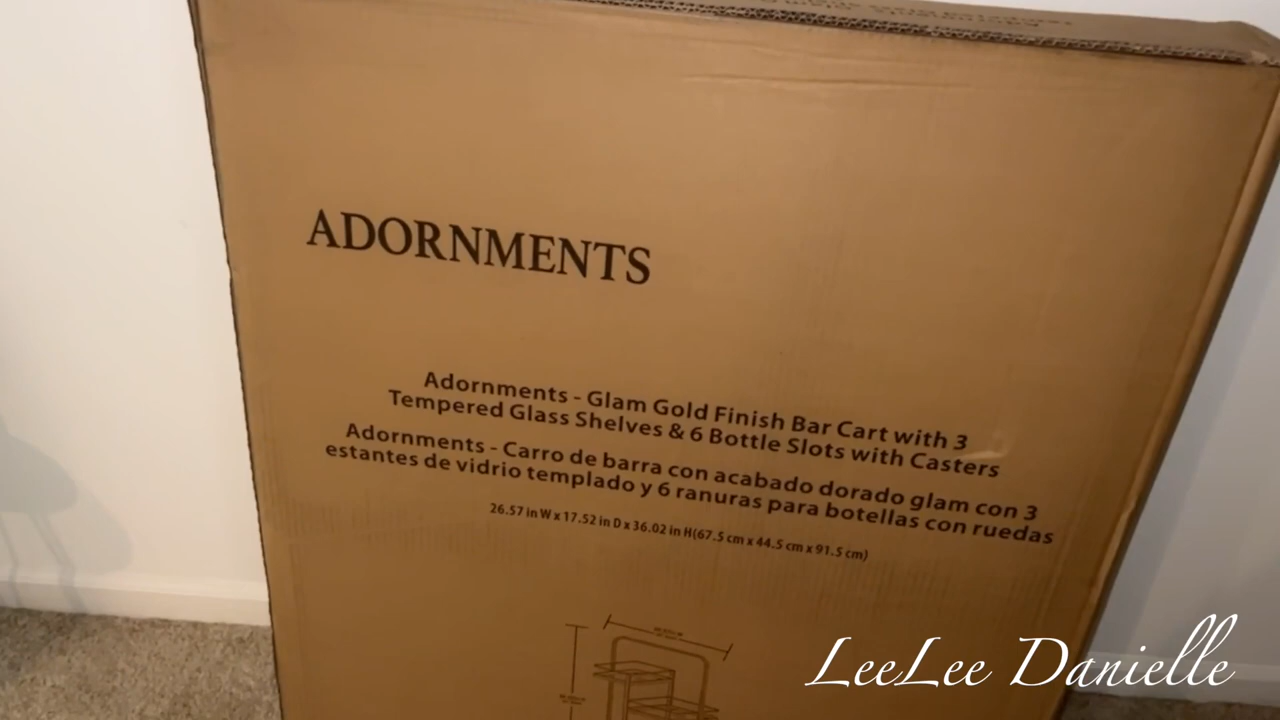 ADORNMENTS
Adornments - Glam Gold Finish Bar Cart with 3
Tempered Glass Shelves & 6 Bottle Slots with Casters
Adornments - Carro de barra con acabado dorado glam con 3
estantes de vidrio templado y 6 ranuras para botellas con ruedas
26.57 in W x 17.52 in D x 36.02 in H(67.5 cm x 44.5 cm x 91.5 cm)
LeeLee Danielle